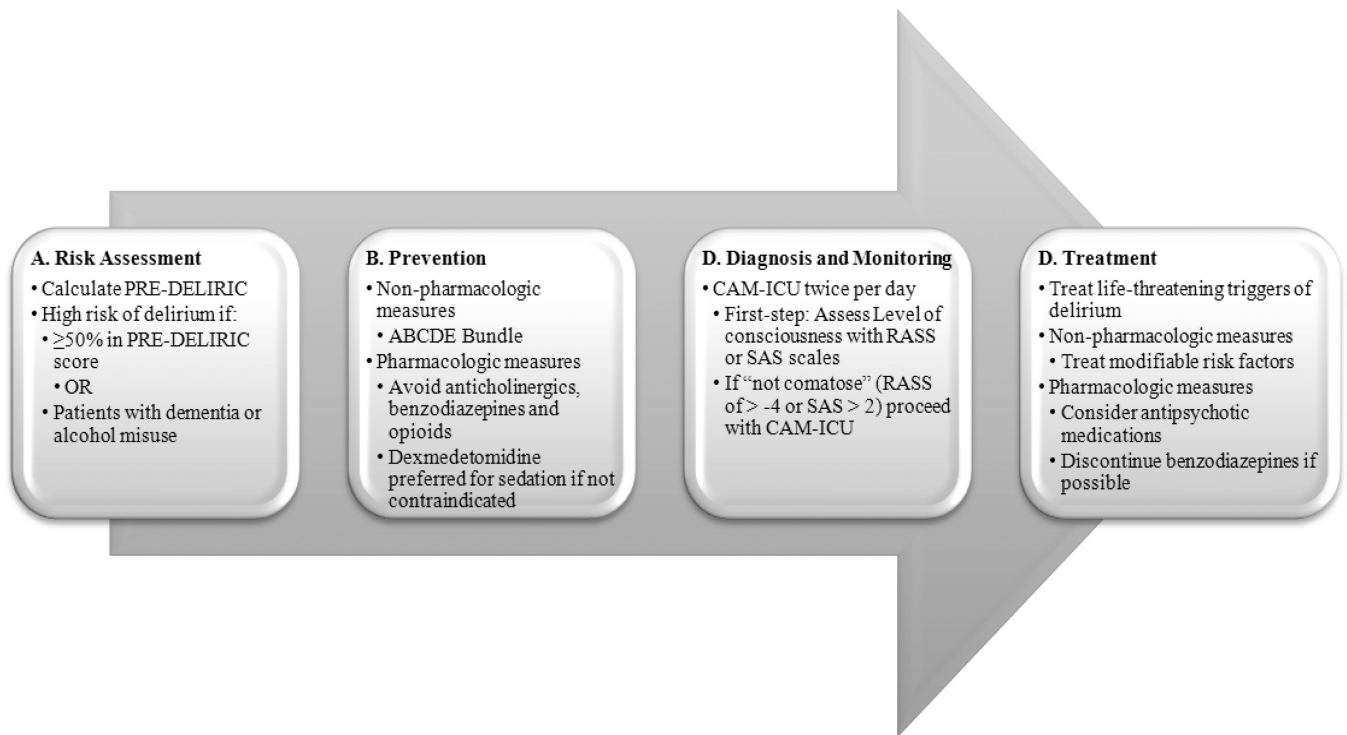 A. Risk Assessment
• Calculate PRE-DELIRIC
• High risk of delirium if:
• ≥50% in PRE-DELIRIC
score
• OR
• Patients with dementia or
alcohol misuse
B. Prevention
• Non-pharmacologic
measures
• ABCDE Bundle
• Pharmacologic measures
• Avoid anticholinergics,
benzodiazepines and
opioids
• Dexmedetomidine
preferred for sedation if not
contraindicated
D. Diagnosis and Monitoring
• CAM-ICU twice per day
• First-step: Assess Level of
consciousness with RASS
or SAS scales
• If “not comatose” (RASS
of > -4 or SAS > 2) proceed
with CAM-ICU
D. Treatment
• Treat life-threatening triggers of
delirium
• Non-pharmacologic measures
• Treat modifiable risk factors
• Pharmacologic measures
• Consider antipsychotic
medications
• Discontinue benzodiazepines if
possible